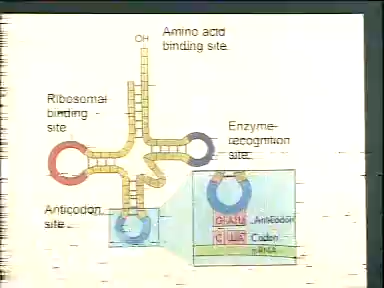 OH
Amino acid
binding site
Ribosomal
binding
site
Enzyme-
recognition
site
Anticodon
site
Anticodon
Codon
mRNA